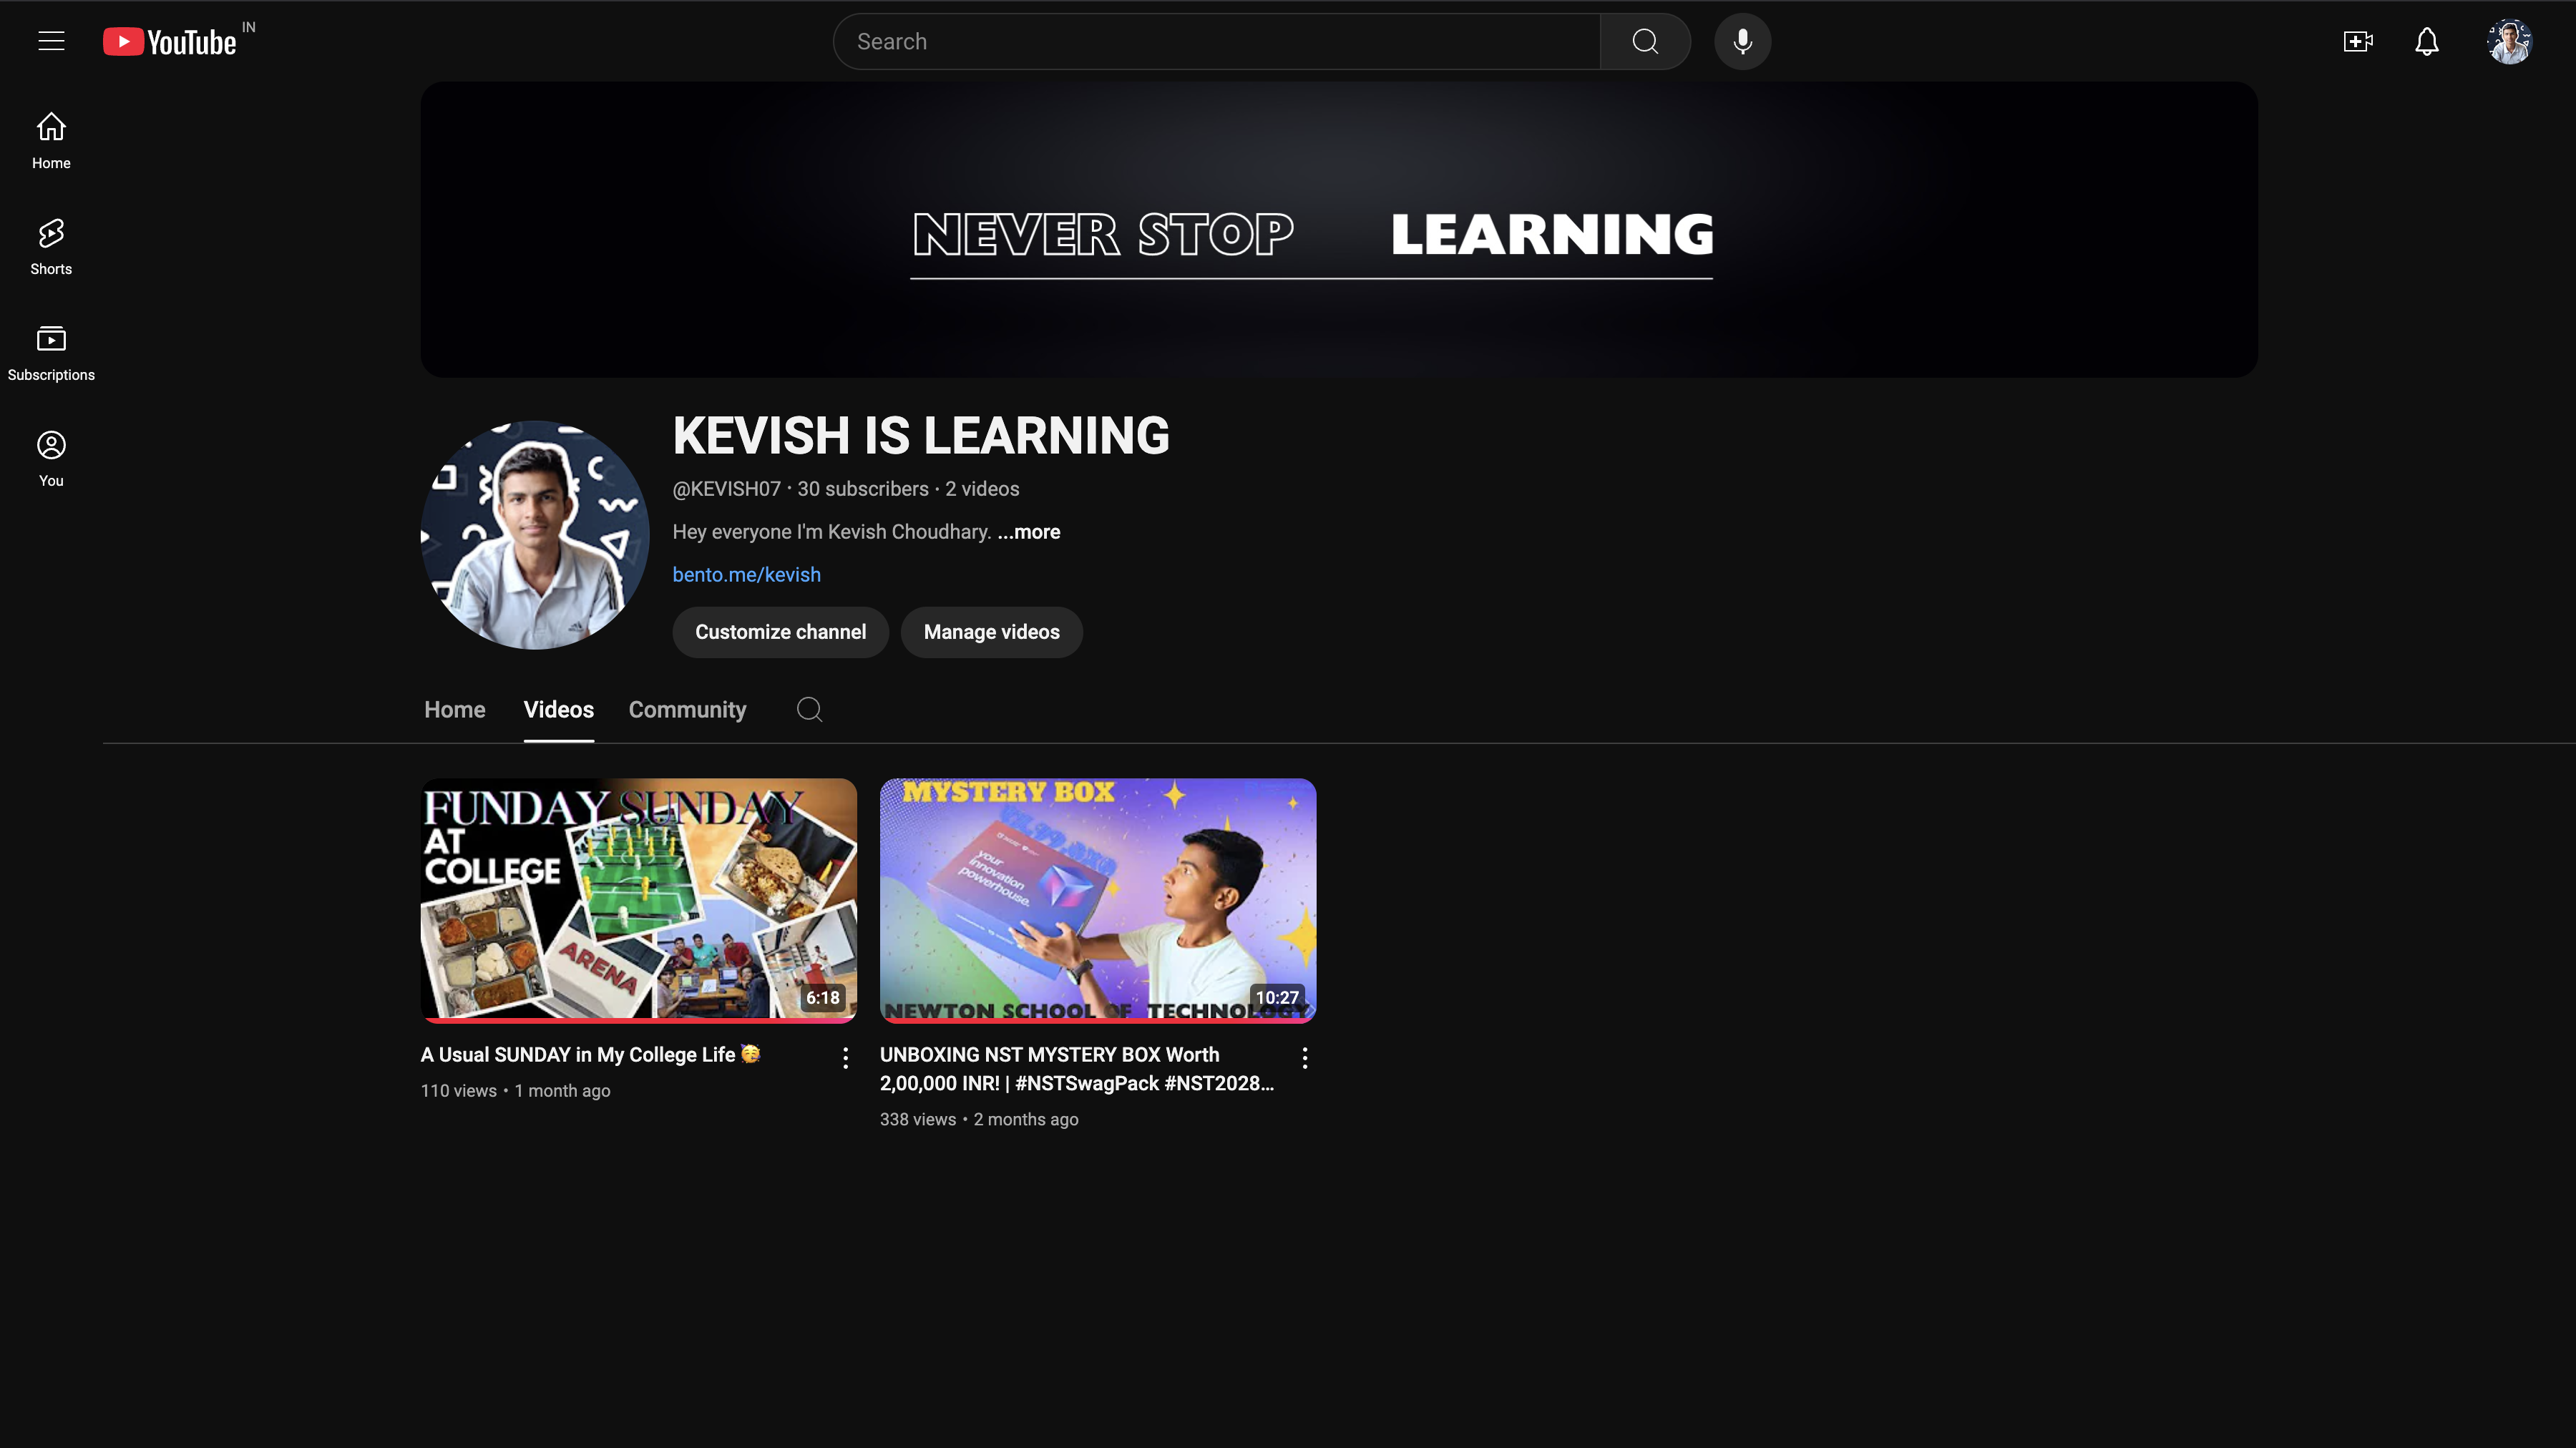 YouTube IN
Search
Home
Shorts
Subscriptions
You
NEVER STOP LEARNING
KEVISH IS LEARNING
@KEVISH07 · 30 subscribers · 2 videos
Hey everyone I'm Kevish Choudhary. ...more
bento.me/kevish
Customize channel
Manage videos
Home
Videos
Community
FUNDAY SUNDAY
AT
COLLEGE
ARENA
6:18
A Usual SUNDAY in My College Life 🥳
110 views • 1 month ago
MYSTERY BOX
your
innovation
powerhouse.
NEWTON SCHOOL OF TECHNOLOGY
10:27
UNBOXING NST MYSTERY BOX Worth
2,00,000 INR! | #NSTSwagPack #NST2028...
338 views • 2 months ago